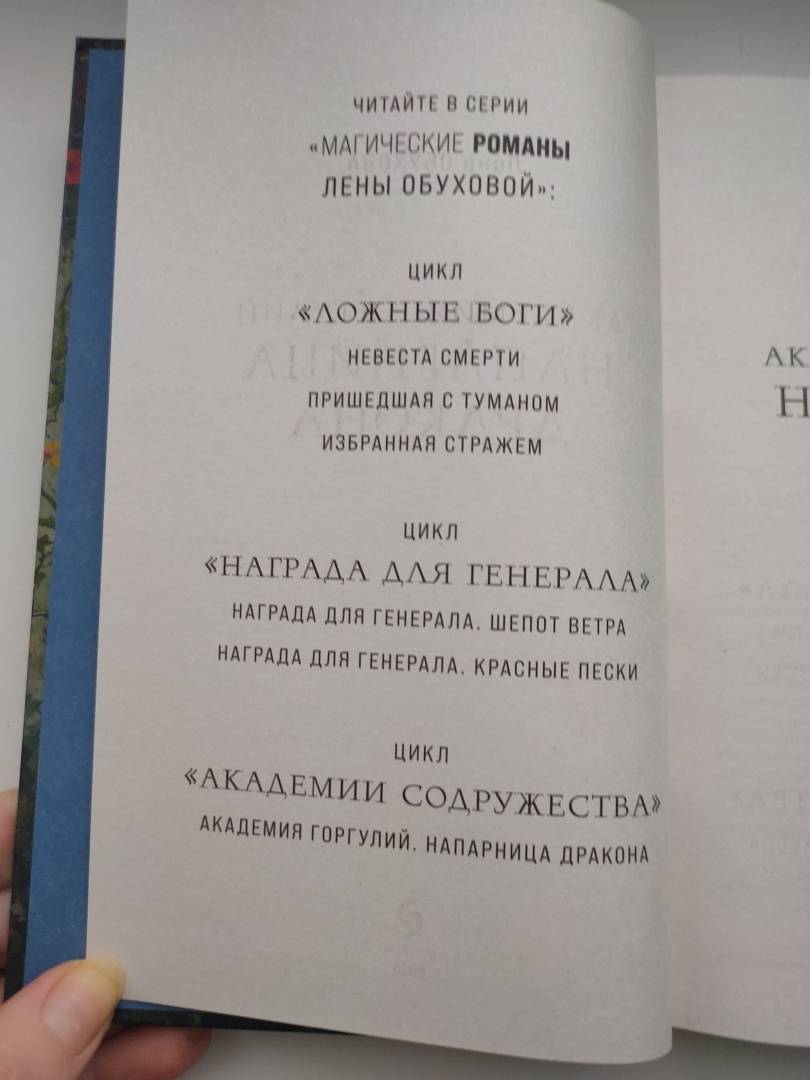 ЧИТАЙТЕ В СЕРИИ
«МАГИЧЕСКИЕ РОМАНЫ
ЛЕНЫ ОБУХОВОЙ»:
ЦИКЛ
«ЛОЖНЫЕ БОГИ»
НЕВЕСТА СМЕРТИ
ПРИШЕДШАЯ С ТУМАНОМ
ИЗБРАННАЯ СТРАЖЕМ
ЦИКЛ
«НАГРАДА ДЛЯ ГЕНЕРАЛА»
НАГРАДА ДЛЯ ГЕНЕРАЛА. ШЕПОТ ВЕТРА
НАГРАДА ДЛЯ ГЕНЕРАЛА. КРАСНЫЕ ПЕСКИ
ЦИКЛ
«АКАДЕМИИ СОДРУЖЕСТВА»
АКАДЕМИЯ ГОРГУЛИЙ. НАПАРНИЦА ДРАКОНА
АК
Н